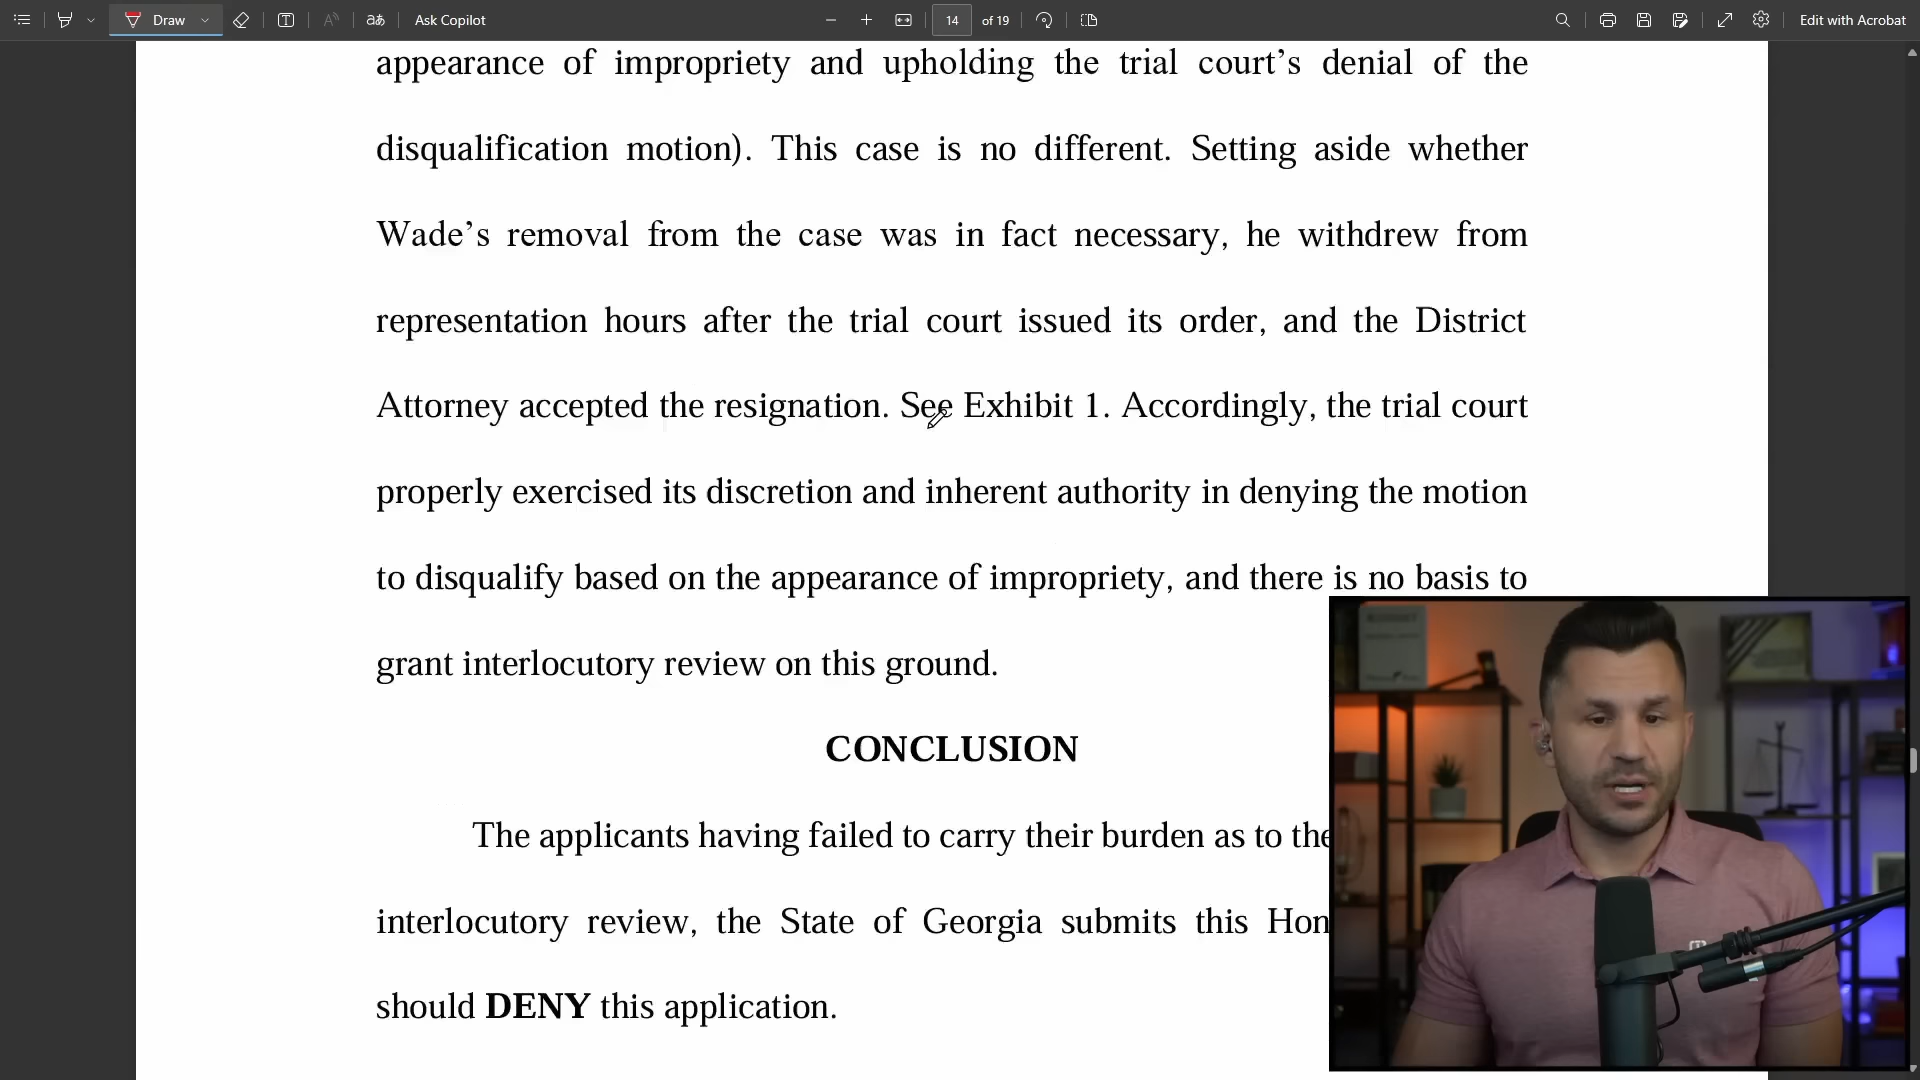 Draw
aあ
Ask Copilot
14
of 19
Edit with Acrobat
appearance of impropriety and upholding the trial court’s denial of the
disqualification motion). This case is no different. Setting aside whether
Wade’s removal from the case was in fact necessary, he withdrew from
representation hours after the trial court issued its order, and the District
Attorney accepted the resignation. See Exhibit 1. Accordingly, the trial court
properly exercised its discretion and inherent authority in denying the motion
to disqualify based on the appearance of impropriety, and there is no basis to
grant interlocutory review on this ground.
CONCLUSION
The applicants having failed to carry their burden as to the
interlocutory review, the State of Georgia submits this Hon
should DENY this application.